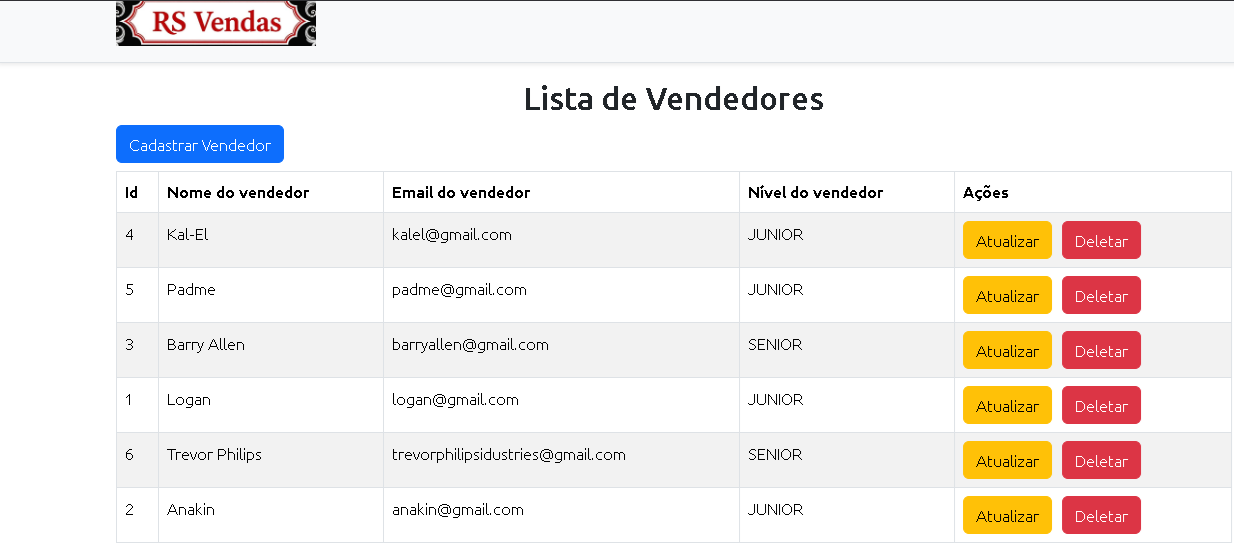 RS Vendas
Lista de Vendedores
Cadastrar Vendedor
Id Nome do vendedor Email do vendedor Nível do vendedor Ações
4 Kal-El kalel@gmail.com JUNIOR Atualizar Deletar
5 Padme padme@gmail.com JUNIOR Atualizar Deletar
3 Barry Allen barryallen@gmail.com SENIOR Atualizar Deletar
1 Logan logan@gmail.com JUNIOR Atualizar Deletar
6 Trevor Philips trevorphilipsidustries@gmail.com SENIOR Atualizar Deletar
2 Anakin anakin@gmail.com JUNIOR Atualizar Deletar